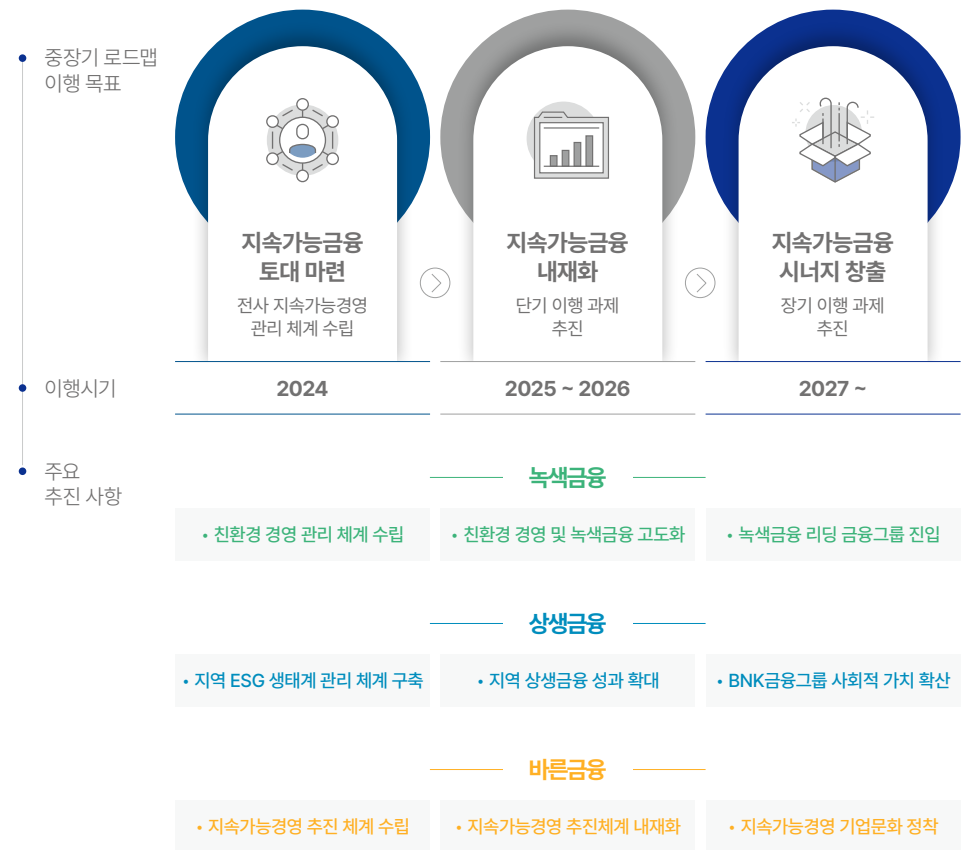 중장기 로드맵
이행 목표
지속가능금융
토대 마련
전사 지속가능경영
관리 체계 수립
지속가능금융
내재화
단기 이행 과제
추진
지속가능금융
시너지 창출
장기 이행 과제
추진
이행시기
2024
2025 ~ 2026
2027 ~
주요
추진 사항
녹색금융
• 친환경 경영 관리 체계 수립
• 친환경 경영 및 녹색금융 고도화
• 녹색금융 리딩 금융그룹 진입
상생금융
• 지역 ESG 생태계 관리 체계 구축
• 지역 상생금융 성과 확대
• BNK금융그룹 사회적 가치 확산
바른금융
• 지속가능경영 추진 체계 수립
• 지속가능경영 추진체계 내재화
• 지속가능경영 기업문화 정착